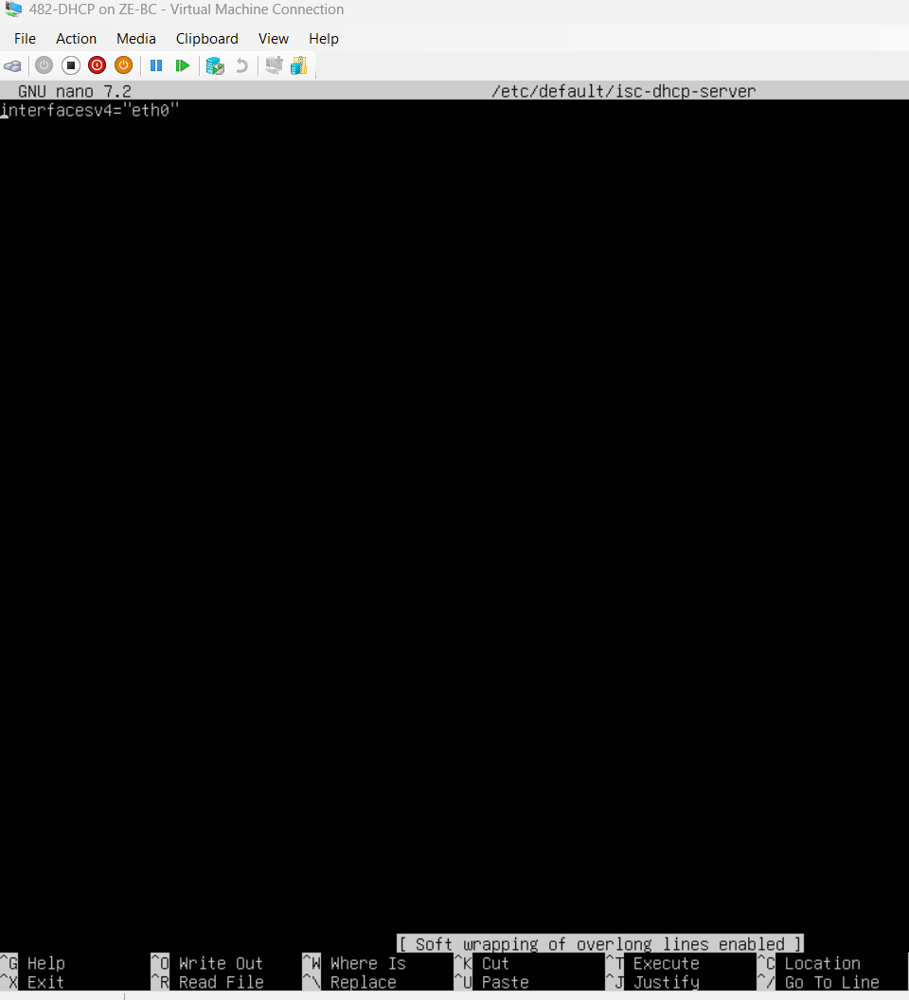 482-DHCP on ZE-BC - Virtual Machine Connection
File Action Media Clipboard View Help
GNU nano 7.2 /etc/default/isc-dhcp-server
interfacesv4="eth0"
[ Soft wrapping of overlong lines enabled ]
^G Help ^O Write Out ^W Where Is ^K Cut ^T Execute ^C Location
^X Exit ^R Read File ^\ Replace ^U Paste ^J Justify ^/ Go To Line